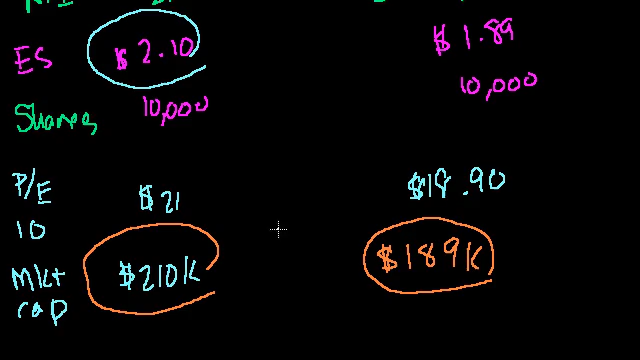 ES $2.10 $1.89
Shares 10,000 10,000
P/E $21 $18.90
10
Mkt $210K $189K
cap